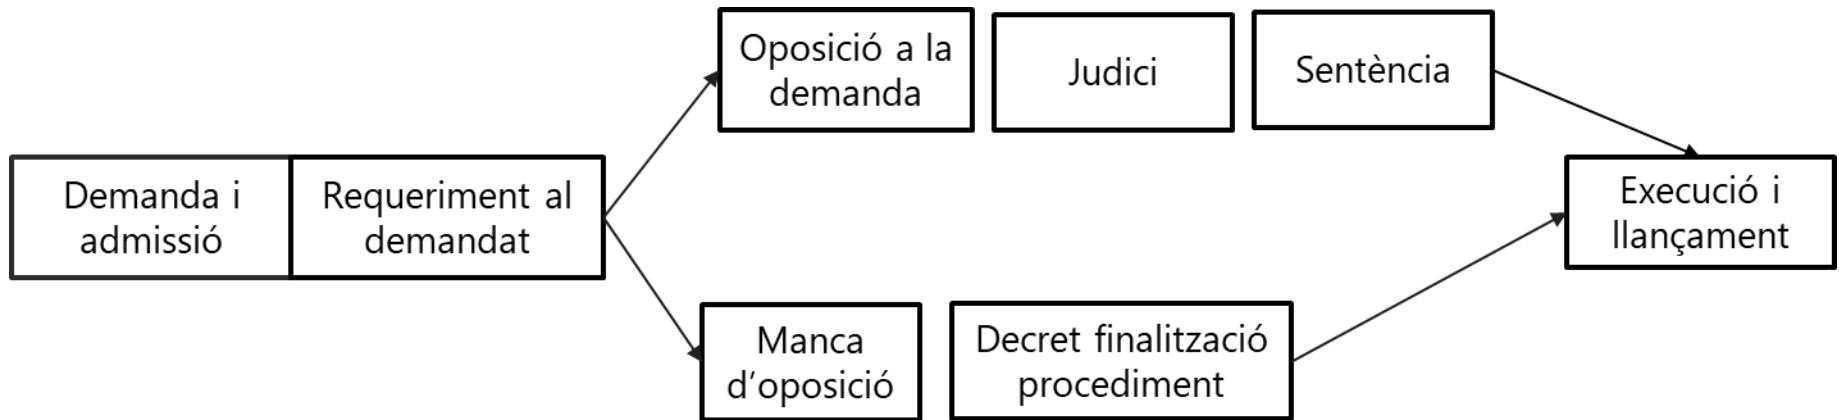 Demanda i
admissió
Requeriment al
demandat
Oposició a la
demanda
Judici
Sentència
Manca
d’oposició
Decret finalització
procediment
Execució i
llançament